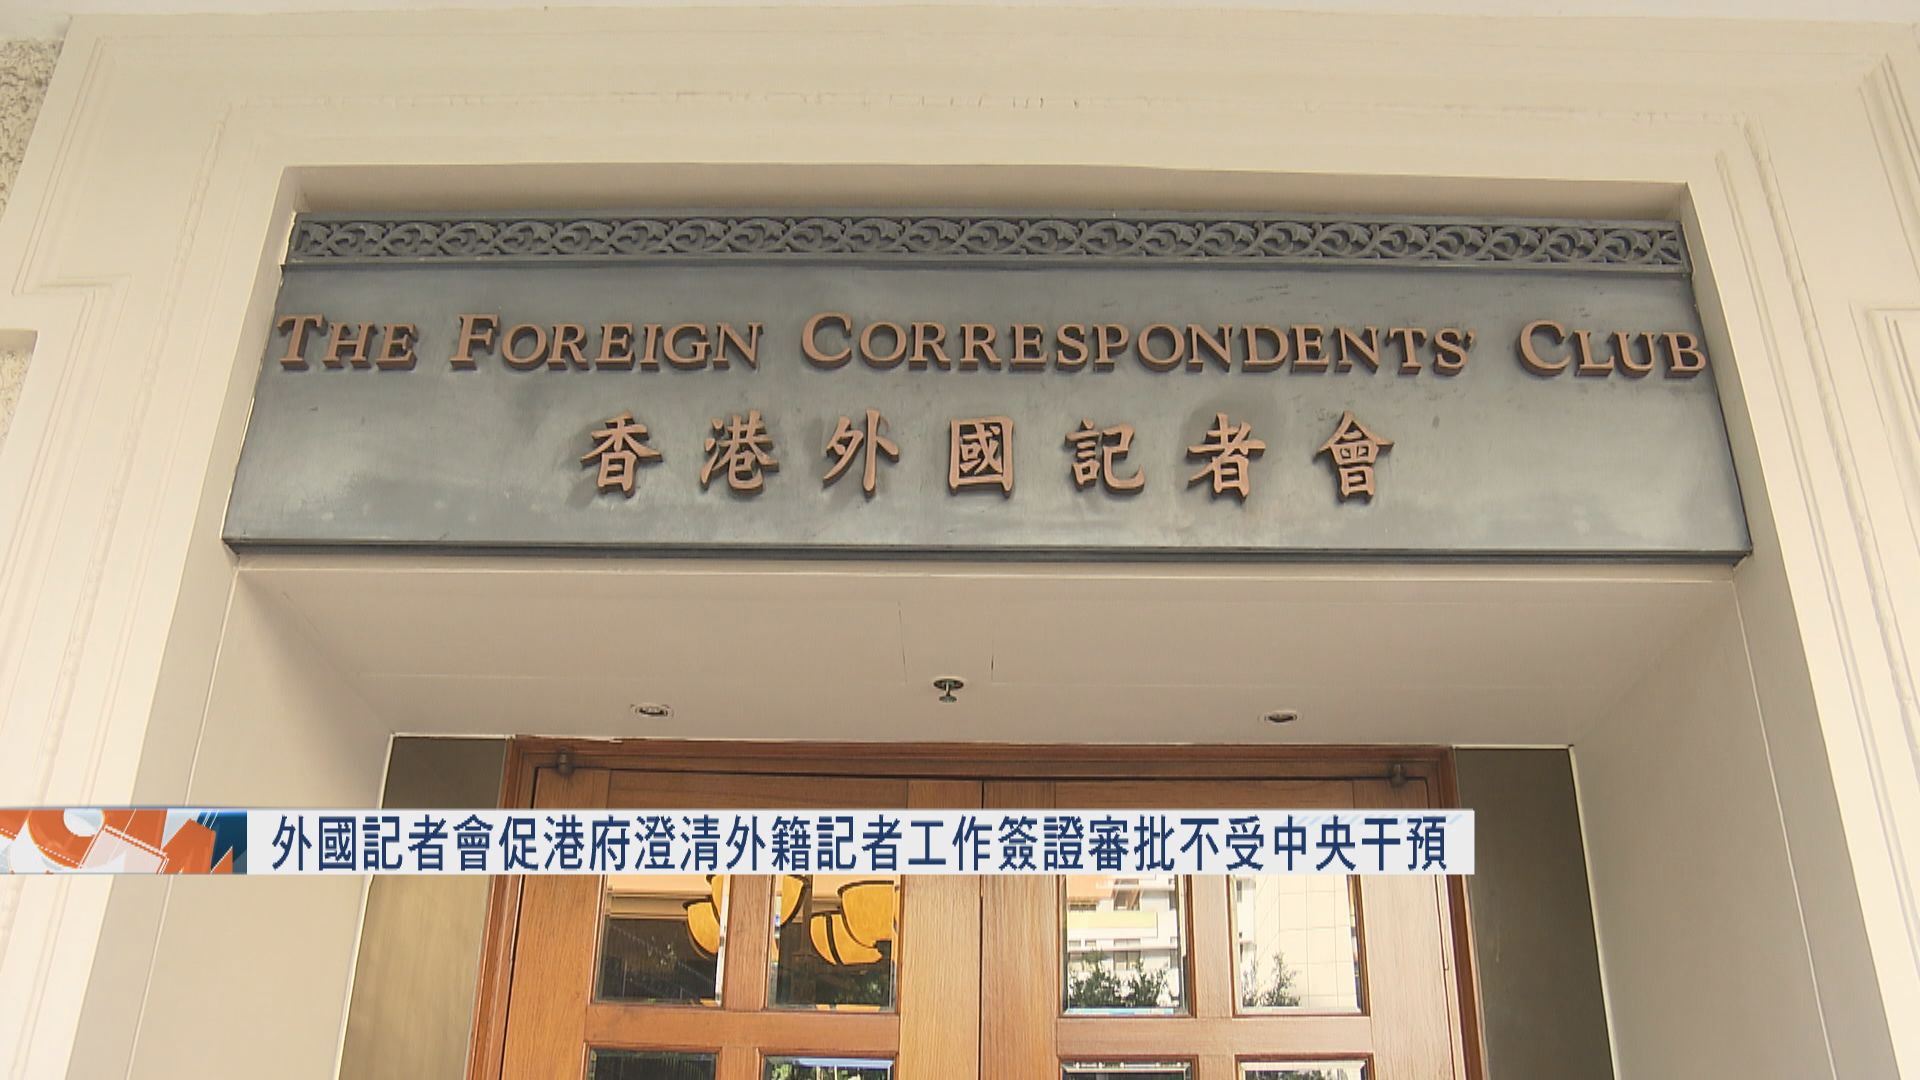 THE FOREIGN CORRESPONDENTS' CLUB
香港外國記者會
外國記者會促港府澄清外籍記者工作簽證審批不受中央干預